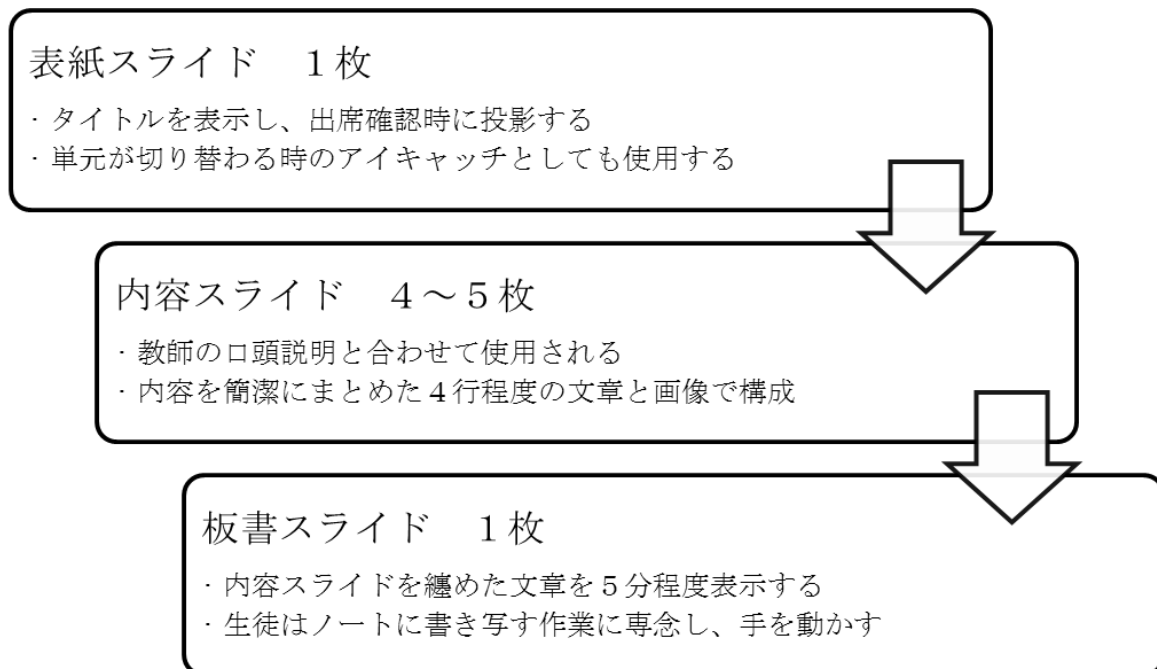 表紙スライド　１枚
· タイトルを表示し、出席確認時に投影する
· 単元が切り替わる時のアイキャッチとしても使用する
内容スライド　４～５枚
· 教師の口頭説明と合わせて使用される
· 内容を簡潔にまとめた４行程度の文章と画像で構成
板書スライド　１枚
· 内容スライドを纏めた文章を５分程度表示する
· 生徒はノートに書き写す作業に専念し、手を動かす